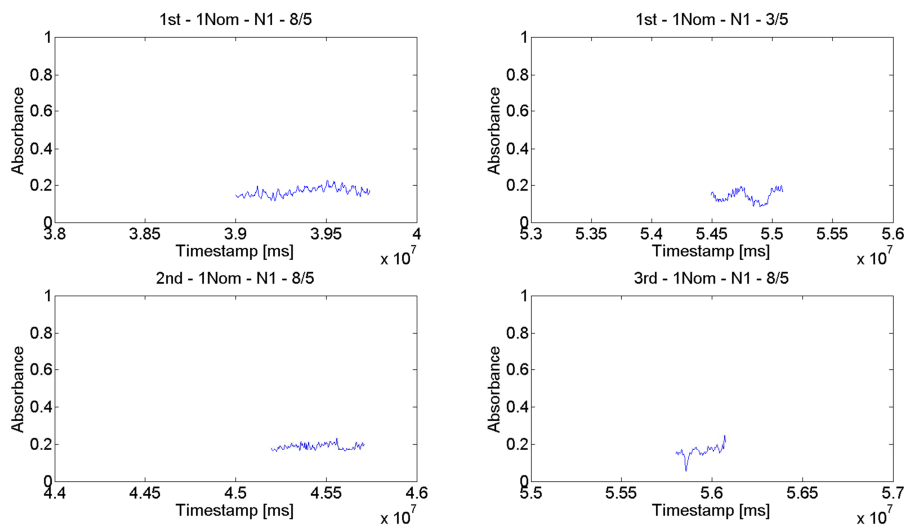 1st - 1Nom - N1 - 8/5
1
0.8
0.6
0.4
0.2
0
Absorbance
3.8 3.85 3.9 3.95 4
Timestamp [ms]
x 10^7
1st - 1Nom - N1 - 3/5
1
0.8
0.6
0.4
0.2
0
Absorbance
5.3 5.35 5.4 5.45 5.5 5.55 5.6
Timestamp [ms]
x 10^7
2nd - 1Nom - N1 - 8/5
1
0.8
0.6
0.4
0.2
0
Absorbance
4.4 4.45 4.5 4.55 4.6
Timestamp [ms]
x 10^7
3rd - 1Nom - N1 - 8/5
1
0.8
0.6
0.4
0.2
0
Absorbance
5.5 5.55 5.6 5.65 5.7
Timestamp [ms]
x 10^7